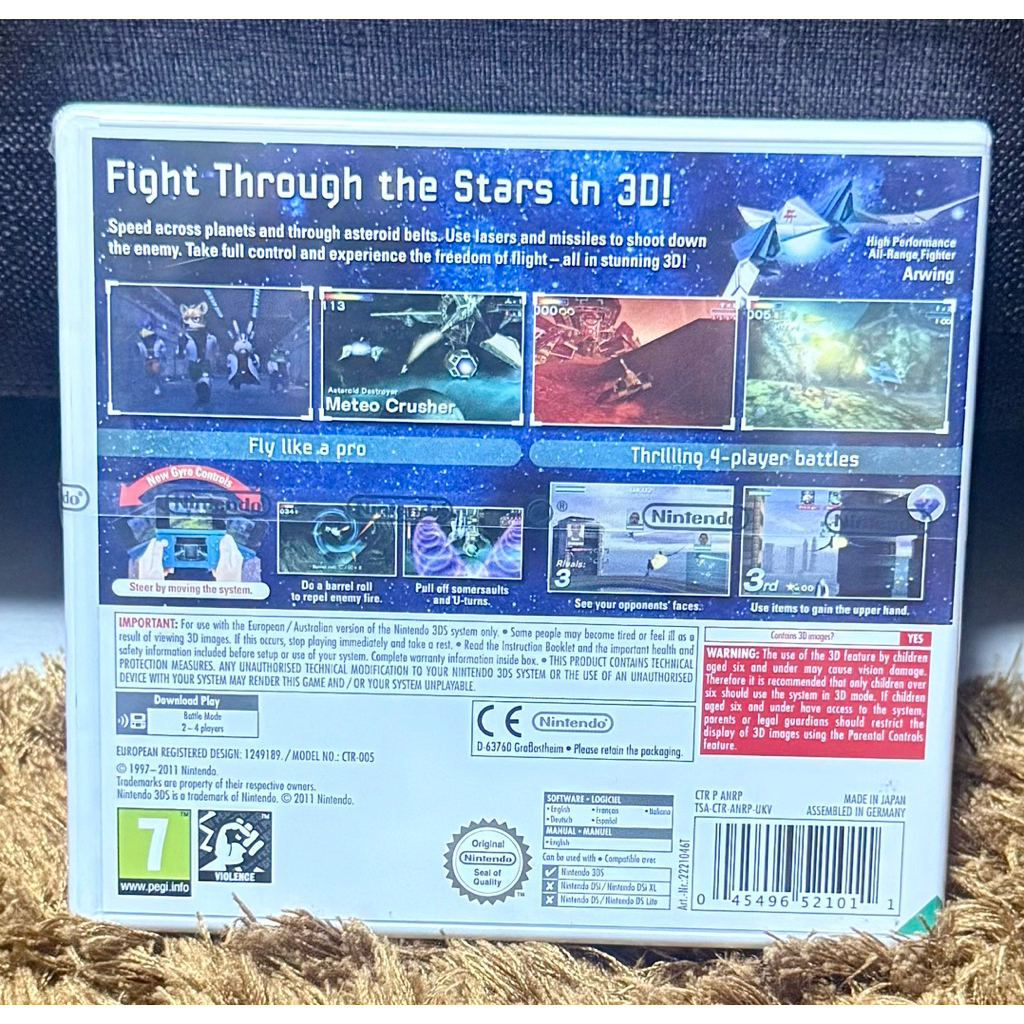 Fight Through the Stars in 3D!
Speed across planets and through asteroid belts. Use lasers and missiles to shoot down
the enemy. Take full control and experience the freedom of flight – all in stunning 3D!
High Performance
All-Range Fighter
Arwing
113
Asteroid Destroyer
Meteo Crusher
Fly like a pro
Thrilling 4-player battles
New Gyro Controls
Steer by moving the system.
Do a barrel roll
to repel enemy fire.
Pull off somersaults
and U-turns.
Nintendo
Nintendo
Rivals:
3
See your opponents' faces.
3rd
Use items to gain the upper hand.
IMPORTANT: For use with the European / Australian version of the Nintendo 3DS system only. • Some people may become tired or feel ill as a
result of viewing 3D images. If this occurs, stop playing immediately and take a rest. • Read the Instruction Booklet and the important health and
safety information included before setup or use of your system. Complete warranty information inside box. • THIS PRODUCT CONTAINS TECHNICAL
PROTECTION MEASURES. ANY UNAUTHORISED TECHNICAL MODIFICATION TO YOUR NINTENDO 3DS SYSTEM OR THE USE OF AN UNAUTHORISED
DEVICE WITH YOUR SYSTEM MAY RENDER THIS GAME AND / OR YOUR SYSTEM UNPLAYABLE.
Contains 3D images? YES
WARNING: The use of the 3D feature by children
aged six and under may cause vision damage.
Therefore it is recommended that only children over
six should use the system in 3D mode. If children
aged six and under have access to the system,
parents or legal guardians should restrict the
display of 3D images using the Parental Controls
feature.
Download Play
Battle Mode
2–4 players
CE Nintendo
D-63760 Großostheim • Please retain the packaging.
EUROPEAN REGISTERED DESIGN: 1249189. / MODEL NO.: CTR-005
© 1997–2011 Nintendo.
Trademarks are property of their respective owners.
Nintendo 3DS is a trademark of Nintendo. © 2011 Nintendo.
7
www.pegi.info
VIOLENCE
Original
Nintendo
Seal of
Quality
SOFTWARE • LOGICIEL
• English • Français • Italiano
• Deutsch • Español
MANUAL • MANUEL
• English
Can be used with • Compatible avec
Nintendo 3DS
Nintendo DSi / Nintendo DSi XL
Nintendo DS / Nintendo DS Lite
Art.-Nr.: 2221046T
CTR P ANRP
TSA-CTR-ANRP-UKV
MADE IN JAPAN
ASSEMBLED IN GERMANY
0 45496 52101 1